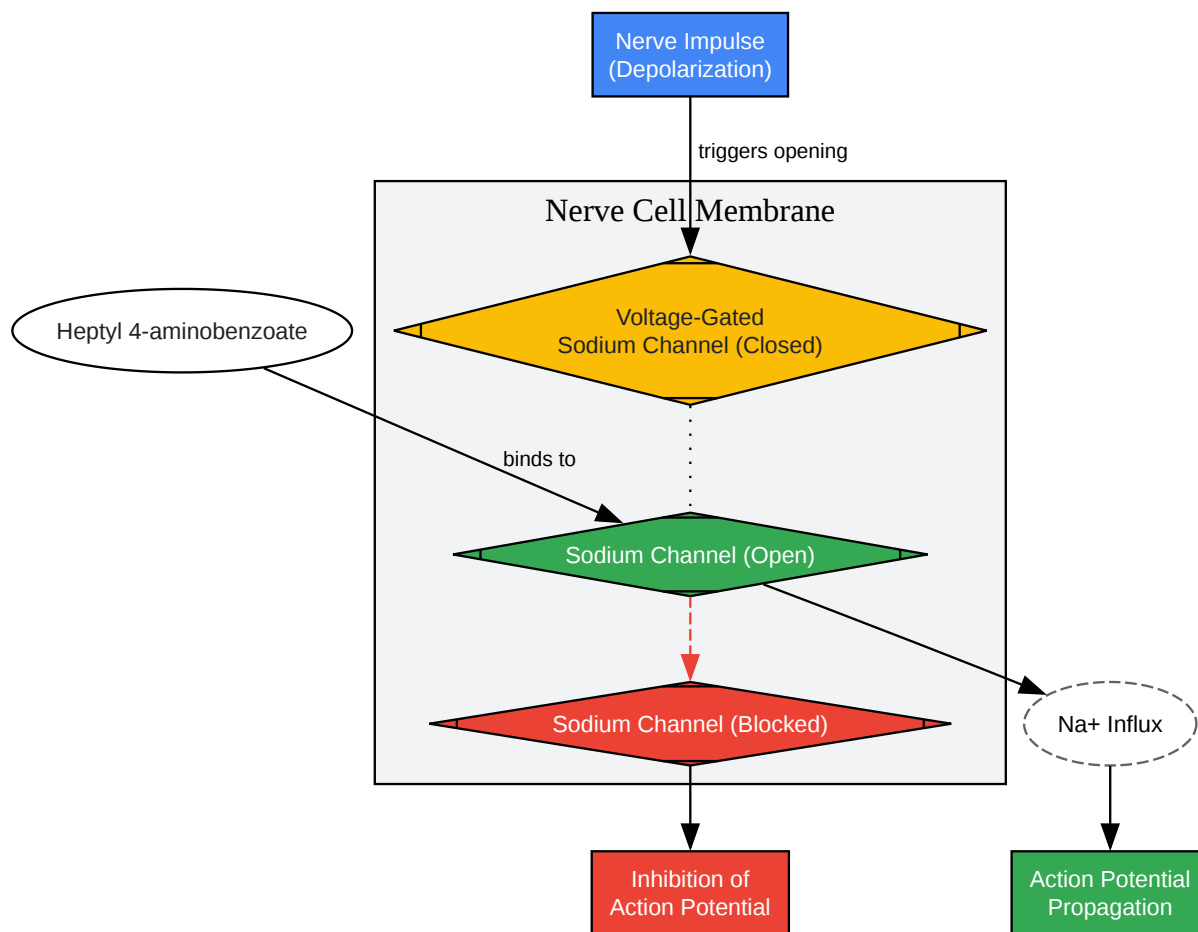 Nerve Impulse
(Depolarization)
triggers opening
Nerve Cell Membrane
Heptyl 4-aminobenzoate
Voltage-Gated
Sodium Channel (Closed)
binds to
Sodium Channel (Open)
Sodium Channel (Blocked)
Na+ Influx
Inhibition of
Action Potential
Action Potential
Propagation